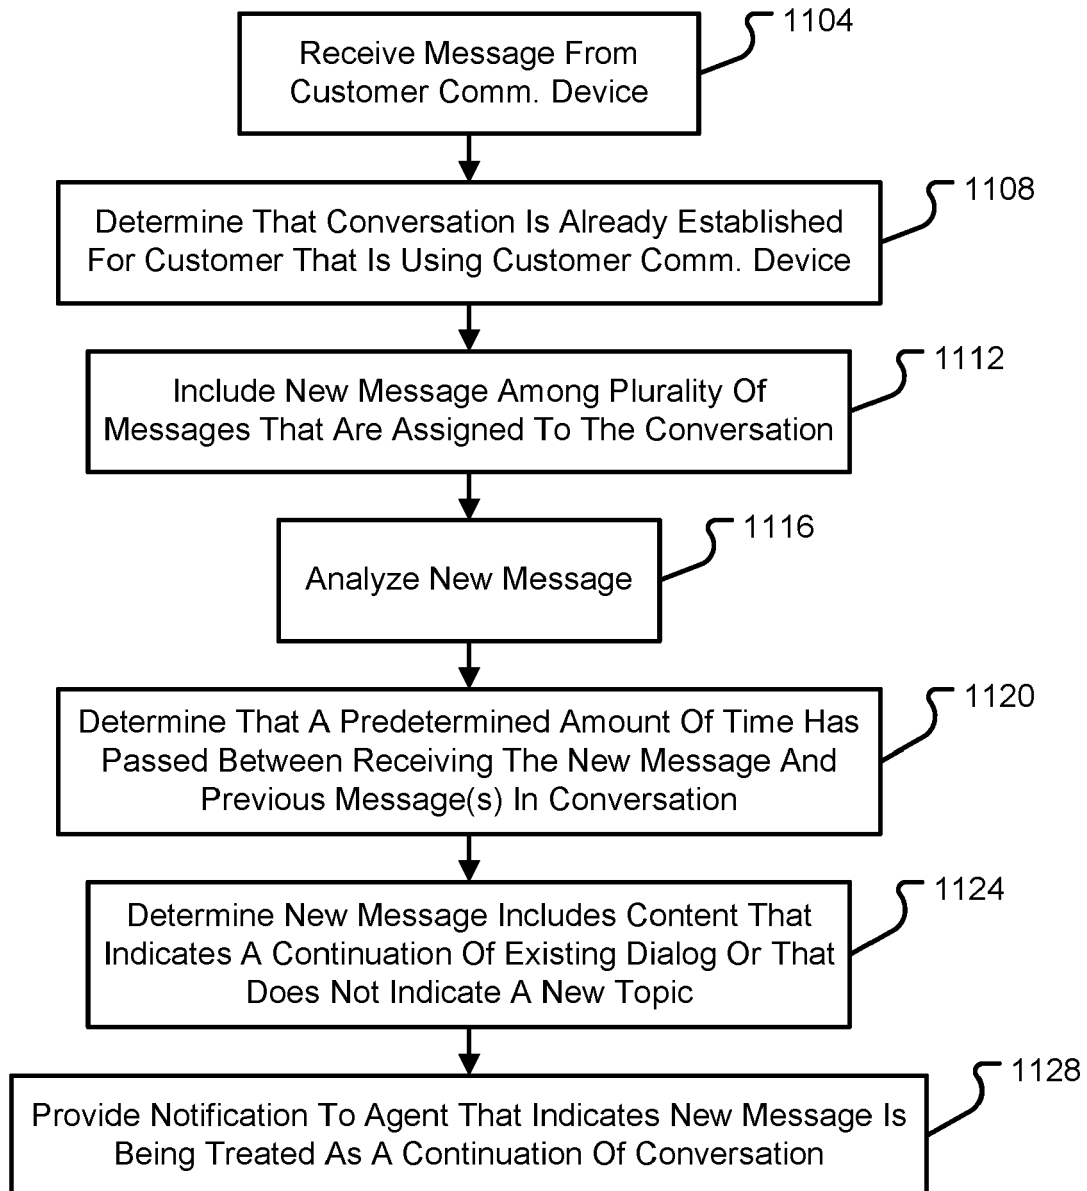 1104
Receive Message From
Customer Comm. Device
1108
Determine That Conversation Is Already Established
For Customer That Is Using Customer Comm. Device
1112
Include New Message Among Plurality Of
Messages That Are Assigned To The Conversation
1116
Analyze New Message
1120
Determine That A Predetermined Amount Of Time Has
Passed Between Receiving The New Message And
Previous Message(s) In Conversation
1124
Determine New Message Includes Content That
Indicates A Continuation Of Existing Dialog Or That
Does Not Indicate A New Topic
1128
Provide Notification To Agent That Indicates New Message Is
Being Treated As A Continuation Of Conversation